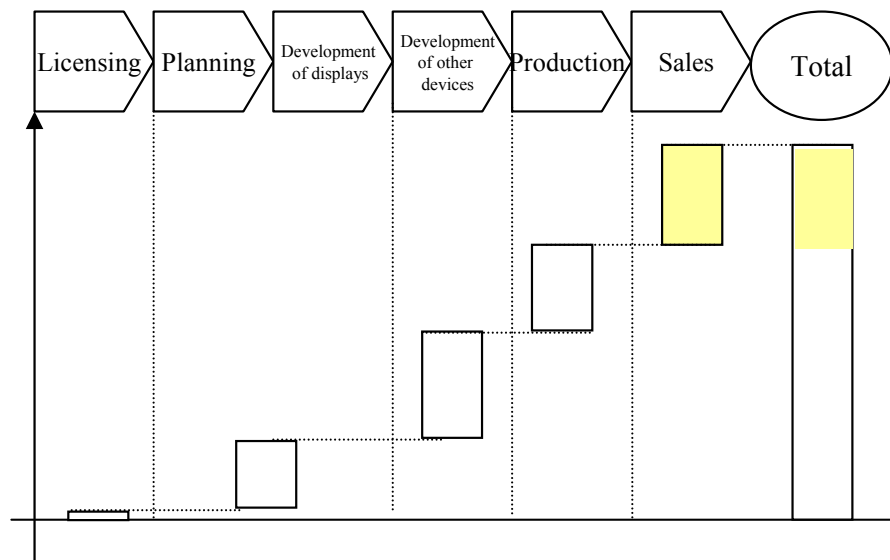 Licensing
Planning
Development
of displays
Development
of other
devices
Production
Sales
Total